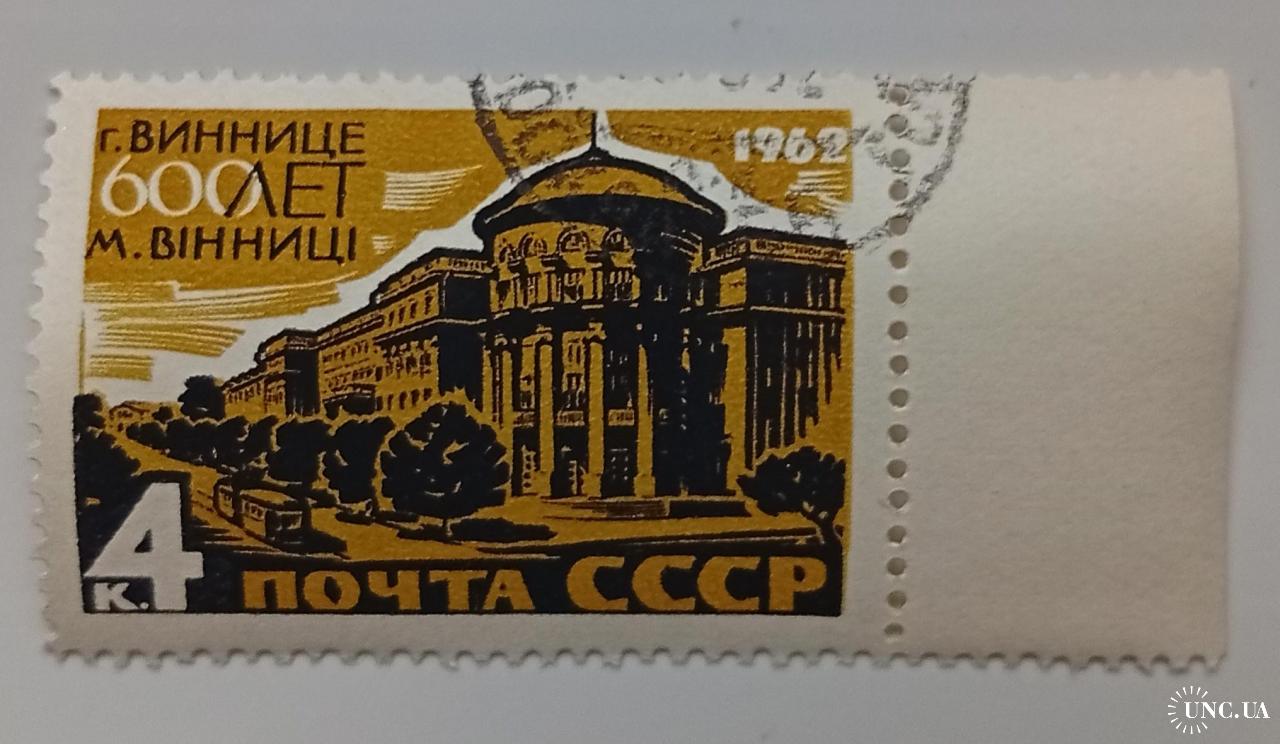 г. ВИННИЦЕ
600 ЛЕТ
м. ВІННИЦІ
1962
4
к.
ПОЧТА СССР
UNC.UA